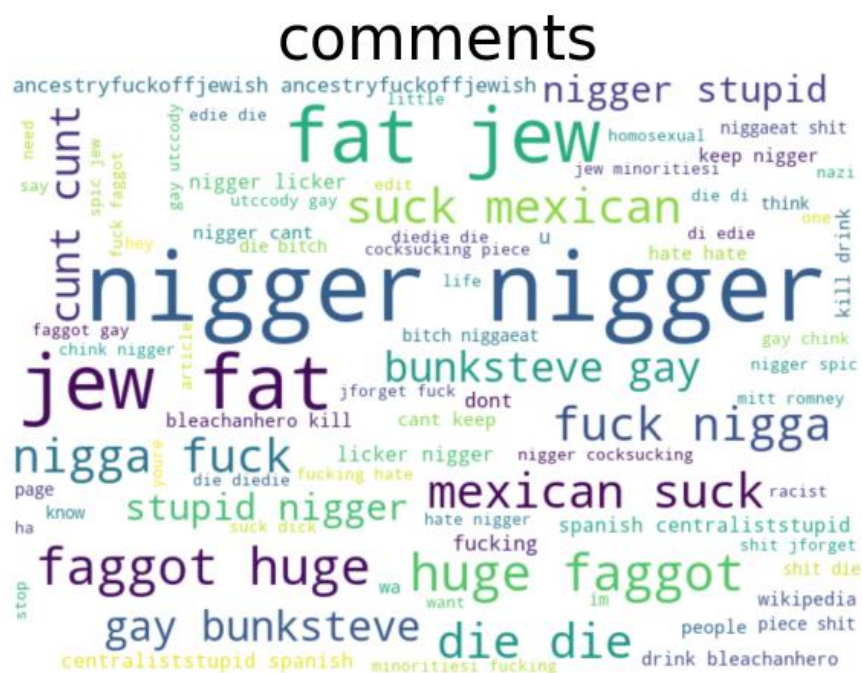 comments
ancestryfuckoffjewish ancestryfuckoffjewish
nigger stupid
little
edie die
fat jew
homosexual
niggaeat shit
need
cunt cunt
gay utccody
keep nigger
jew minoritiesi
nazi
say
spic jew
fuck faggot
nigger licker
edit
utccody gay
suck mexican
die di
think
one
hey
nigger cant
die bitch
diedie die
cocksucking piece
u
di edie
hate hate
kill drink
nigger nigger
life
faggot gay
bitch niggaeat
gay chink
chink nigger
article
jew fat
bunksteve gay
nigger spic
jforget fuck
dont
mitt romney
bleachanhero kill
cant keep
fuck nigga
nigga fuck
youre
licker nigger
nigger cocksucking
die diedie
fucking hate
page
mexican suck
racist
know
stupid nigger
ha
suck dick
hate nigger
spanish centraliststupid
fucking
shit jforget
faggot huge
huge faggot
shit die
stop
wa
want
im
wikipedia
gay bunksteve
die die
people
piece shit
centraliststupid spanish
minoritiesi fucking
drink bleachanhero